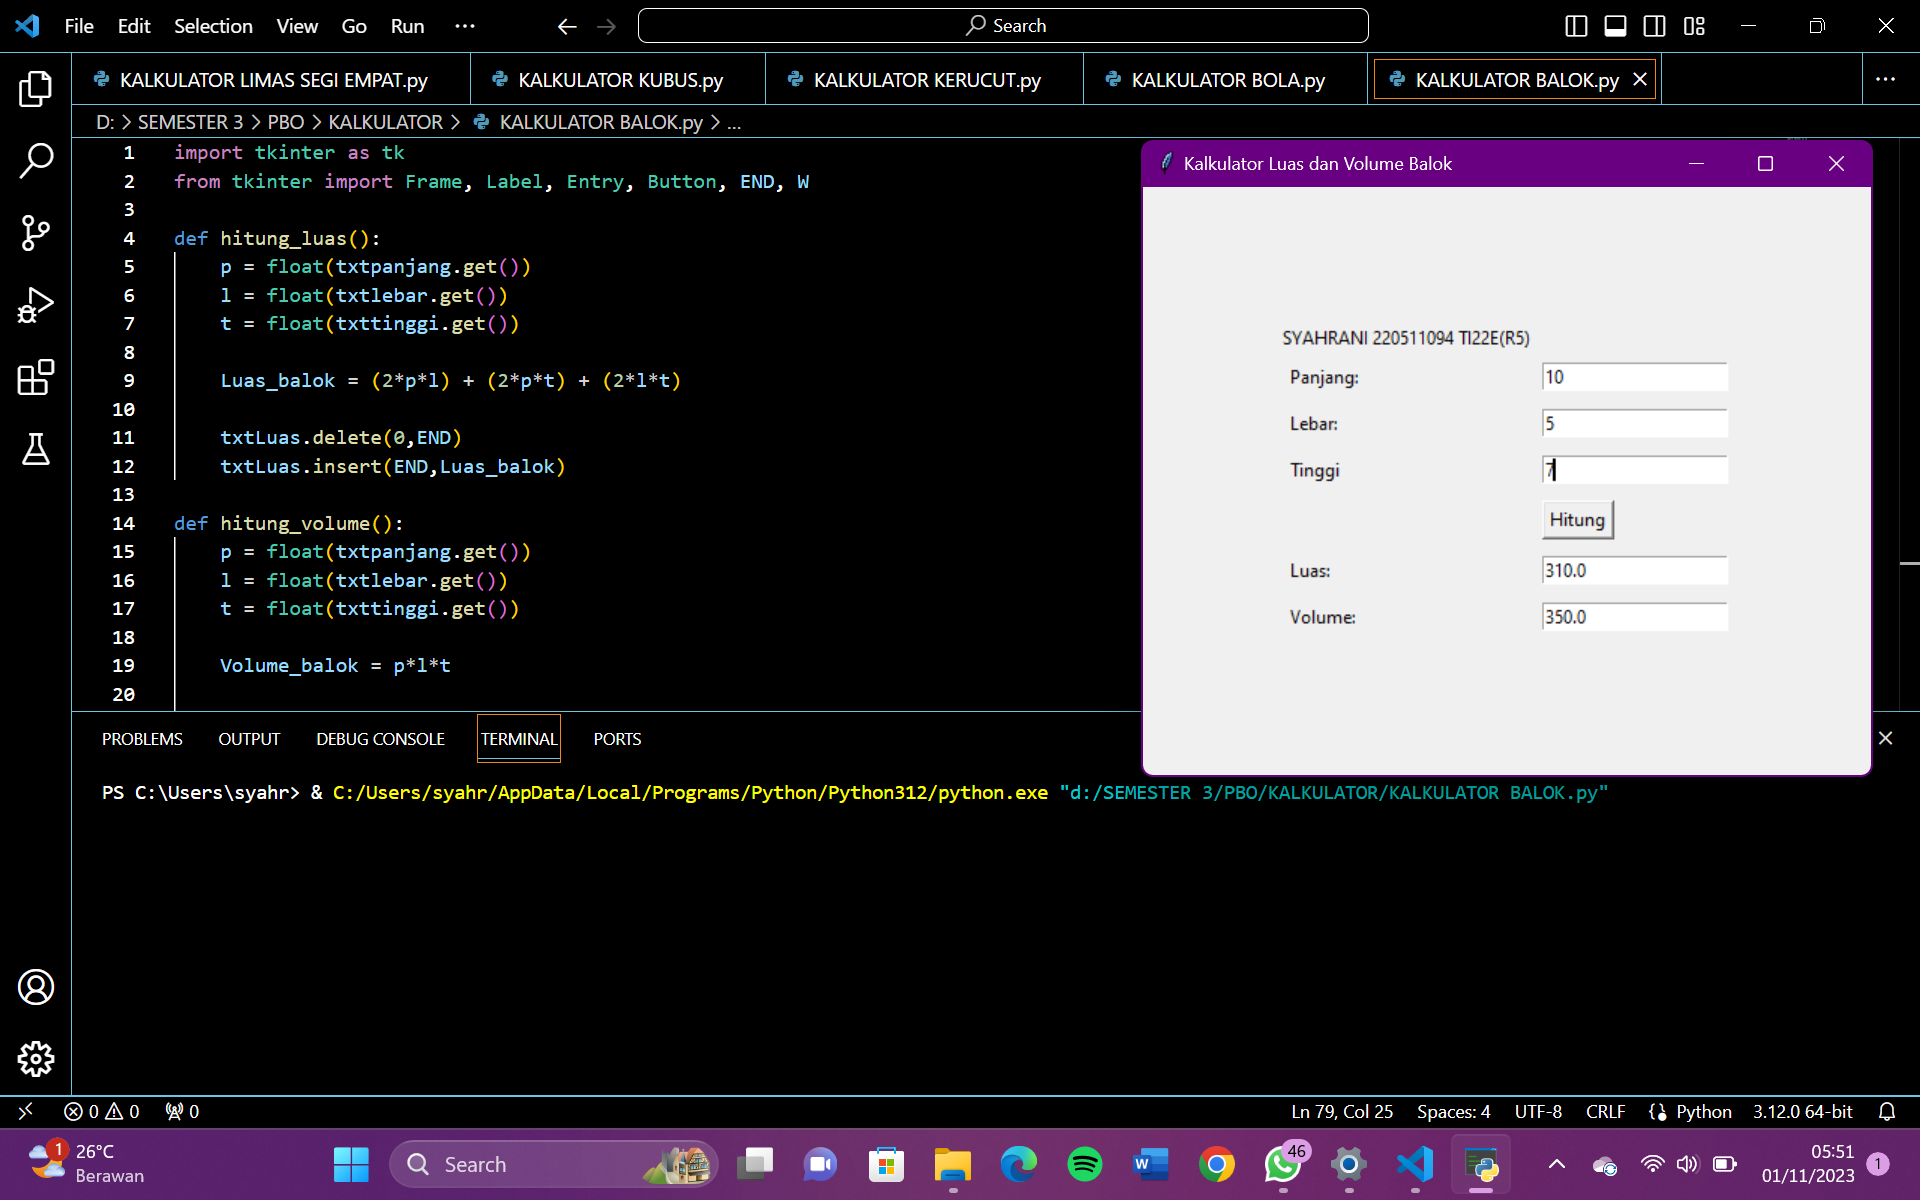 File Edit Selection View Go Run ...
Search
KALKULATOR LIMAS SEGI EMPAT.py
KALKULATOR KUBUS.py
KALKULATOR KERUCUT.py
KALKULATOR BOLA.py
KALKULATOR BALOK.py
D: > SEMESTER 3 > PBO > KALKULATOR > KALKULATOR BALOK.py > ...
1 import tkinter as tk
2 from tkinter import Frame, Label, Entry, Button, END, W
3
4 def hitung_luas():
5 p = float(txtpanjang.get())
6 l = float(txtlebar.get())
7 t = float(txttinggi.get())
8
9 Luas_balok = (2*p*l) + (2*p*t) + (2*l*t)
10
11 txtLuas.delete(0,END)
12 txtLuas.insert(END,Luas_balok)
13
14 def hitung_volume():
15 p = float(txtpanjang.get())
16 l = float(txtlebar.get())
17 t = float(txttinggi.get())
18
19 Volume_balok = p*l*t
20
Kalkulator Luas dan Volume Balok
SYAHRANI 220511094 TI22E(R5)
Panjang: 10
Lebar: 5
Tinggi 7
Hitung
Luas: 310.0
Volume: 350.0
PROBLEMS OUTPUT DEBUG CONSOLE TERMINAL PORTS
PS C:\Users\syahr> & C:/Users/syahr/AppData/Local/Programs/Python/Python312/python.exe "d:/SEMESTER 3/PBO/KALKULATOR/KALKULATOR BALOK.py"
0 0 0
Ln 79, Col 25 Spaces: 4 UTF-8 CRLF Python 3.12.0 64-bit
1
26°C
Berawan
Search
46
05:51
01/11/2023
1